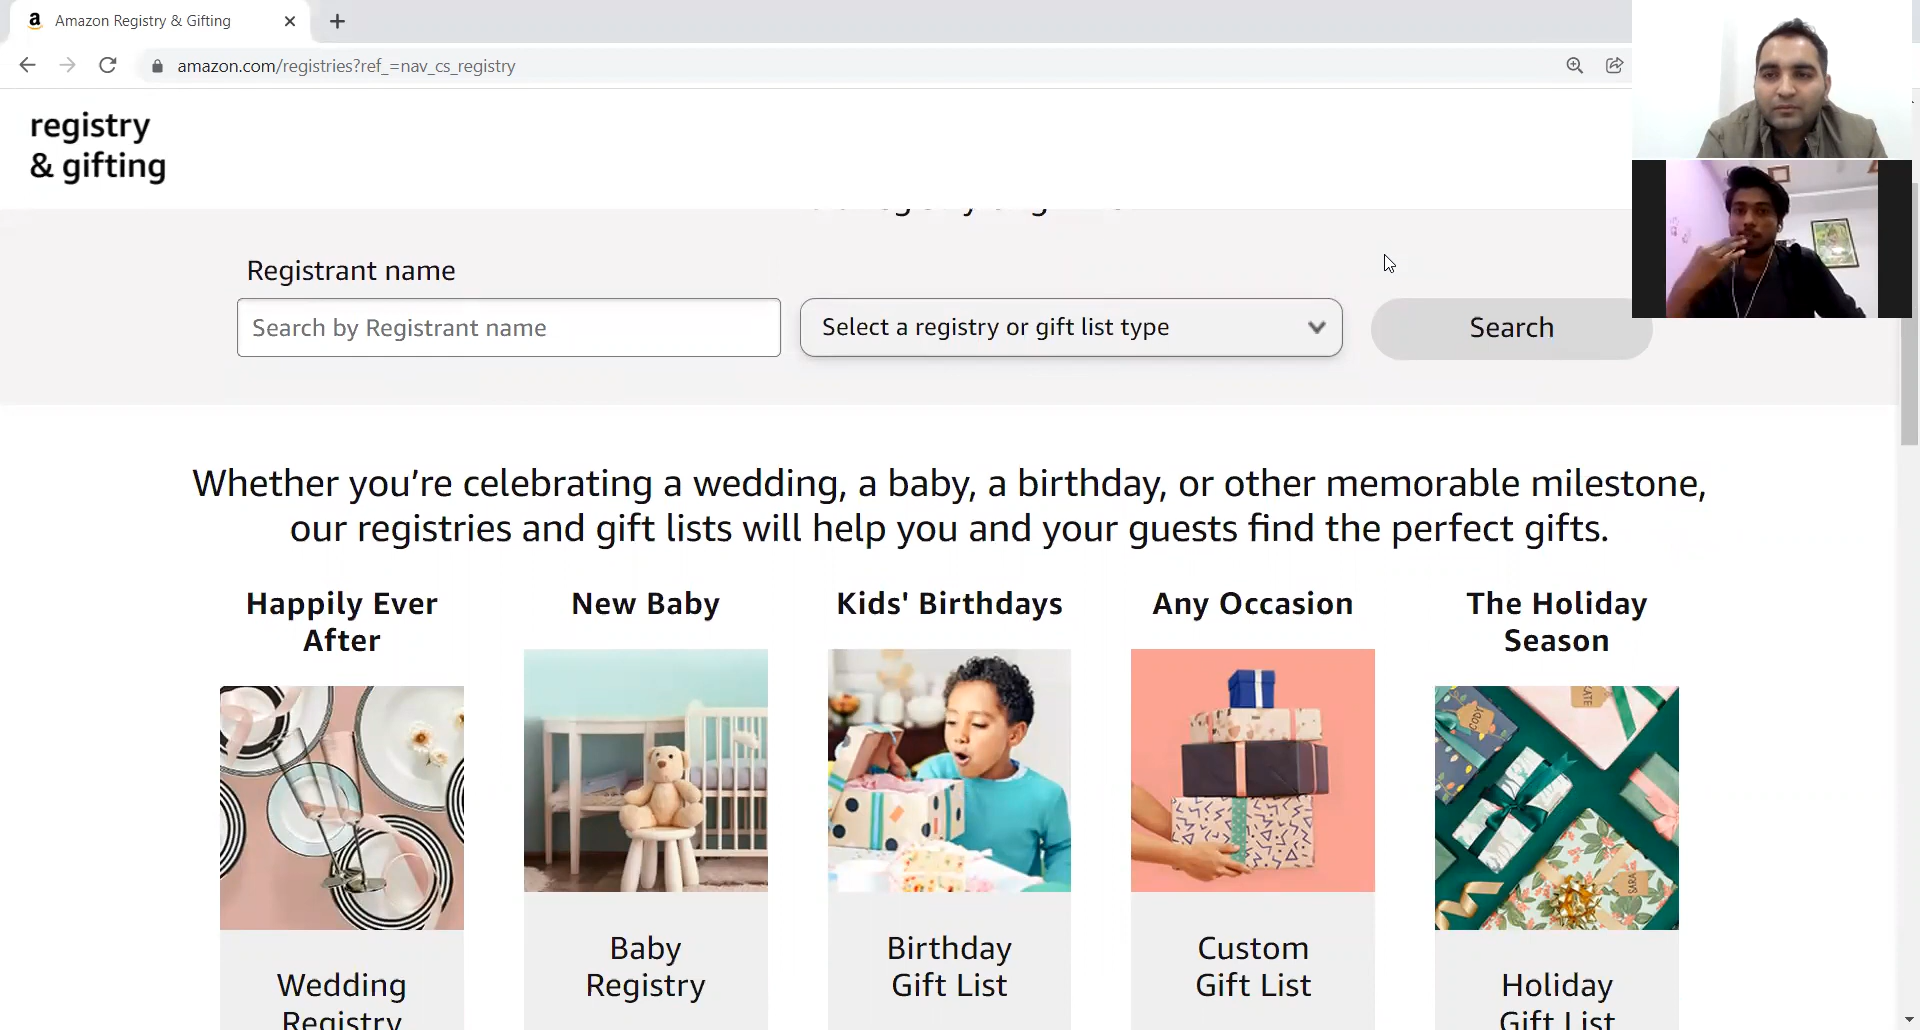 Amazon Registry & Gifting
amazon.com/registries?ref_=nav_cs_registry
registry
& gifting
Registrant name
Search by Registrant name
Select a registry or gift list type
Search
Whether you’re celebrating a wedding, a baby, a birthday, or other memorable milestone,
our registries and gift lists will help you and your guests find the perfect gifts.
Happily Ever
After
New Baby
Kids' Birthdays
Any Occasion
The Holiday
Season
CODY
SARA
Wedding
Registry
Baby
Registry
Birthday
Gift List
Custom
Gift List
Holiday
Gift List